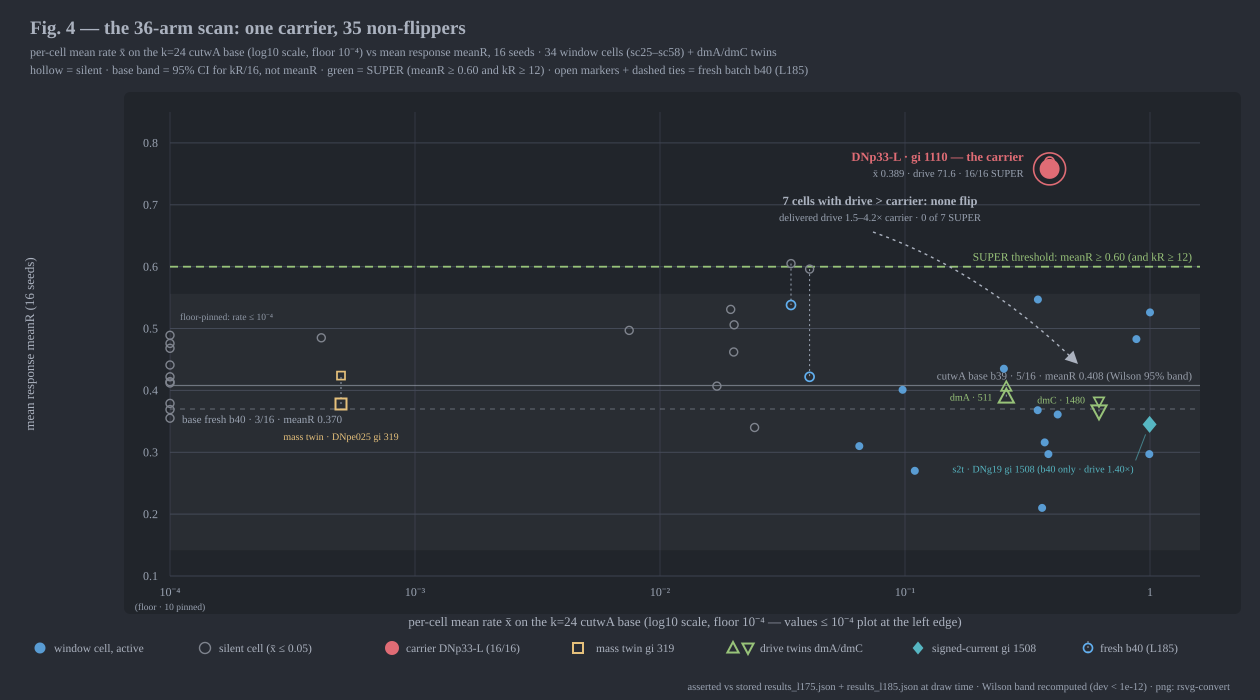 Fig. 4 — the 36-arm scan: one carrier, 35 non-flippers
per-cell mean rate x̄ on the k=24 cutwA base (log10 scale, floor 10⁻⁴) vs mean response meanR, 16 seeds · 34 window cells (sc25–sc58) + dmA/dmC twins
hollow = silent · base band = 95% CI for kR/16, not meanR · green = SUPER (meanR ≥ 0.60 and kR ≥ 12) · open markers + dashed ties = fresh batch b40 (L185)
mean response meanR (16 seeds)
0.8
DNp33-L · gi 1110 — the carrier
x̄ 0.389 · drive 71.6 · 16/16 SUPER
0.7
7 cells with drive > carrier: none flip
delivered drive 1.5–4.2× carrier · 0 of 7 SUPER
SUPER threshold: meanR ≥ 0.60 (and kR ≥ 12)
0.6
floor-pinned: rate ≤ 10⁻⁴
0.5
cutwA base b39 · 5/16 · meanR 0.408 (Wilson 95% band)
0.4
dmA · 511
dmC · 1480
base fresh b40 · 3/16 · meanR 0.370
mass twin · DNpe025 gi 319
0.3
s2t · DNg19 gi 1508 (b40 only · drive 1.40×)
0.2
0.1
10⁻⁴
10⁻³
10⁻²
10⁻¹
1
(floor · 10 pinned)
per-cell mean rate x̄ on the k=24 cutwA base (log10 scale, floor 10⁻⁴ — values ≤ 10⁻⁴ plot at the left edge)
window cell, active
silent cell (x̄ ≤ 0.05)
carrier DNp33-L (16/16)
mass twin gi 319
drive twins dmA/dmC
signed-current gi 1508
fresh b40 (L185)
asserted vs stored results_l175.json + results_l185.json at draw time · Wilson band recomputed (dev < 1e-12) · png: rsvg-convert